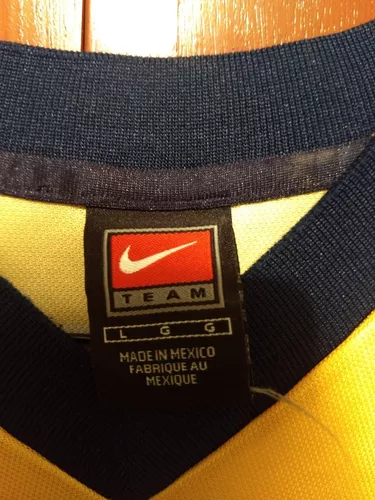 TEAM
L G G
MADE IN MEXICO
FABRIQUE AU
MEXIQUE